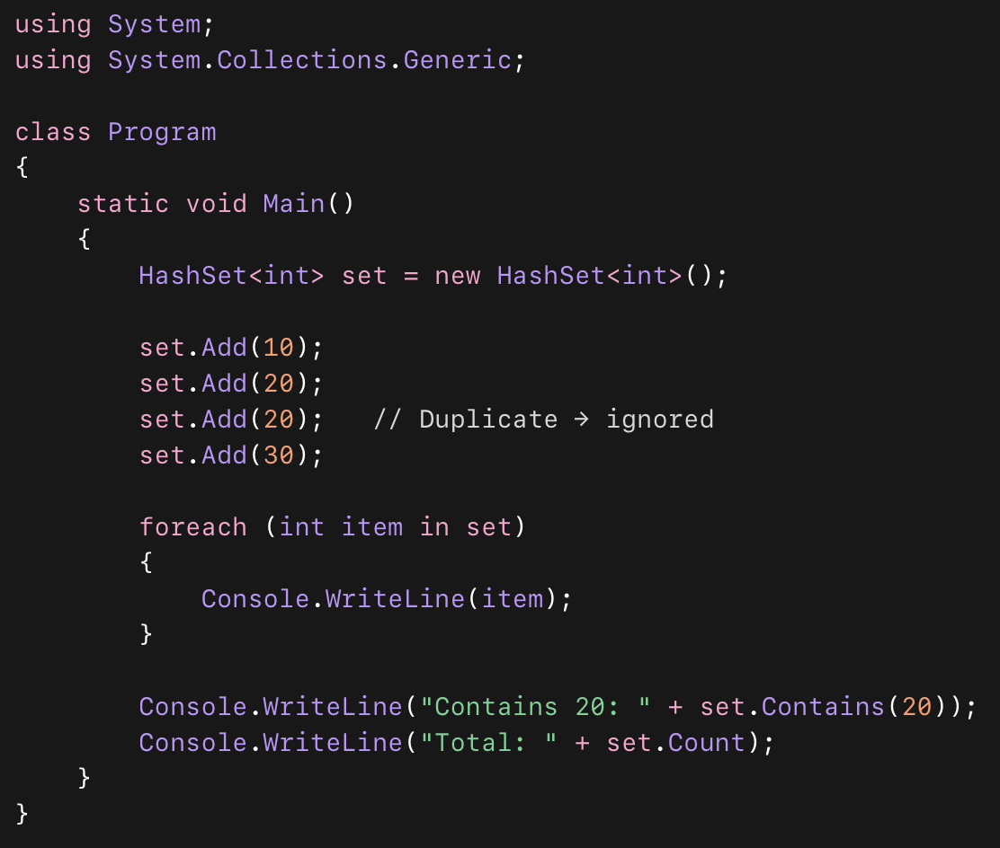 using System;
using System.Collections.Generic;

class Program
{
    static void Main()
    {
        HashSet<int> set = new HashSet<int>();

        set.Add(10);
        set.Add(20);
        set.Add(20);   // Duplicate → ignored
        set.Add(30);

        foreach (int item in set)
        {
            Console.WriteLine(item);
        }

        Console.WriteLine("Contains 20: " + set.Contains(20));
        Console.WriteLine("Total: " + set.Count);
    }
}